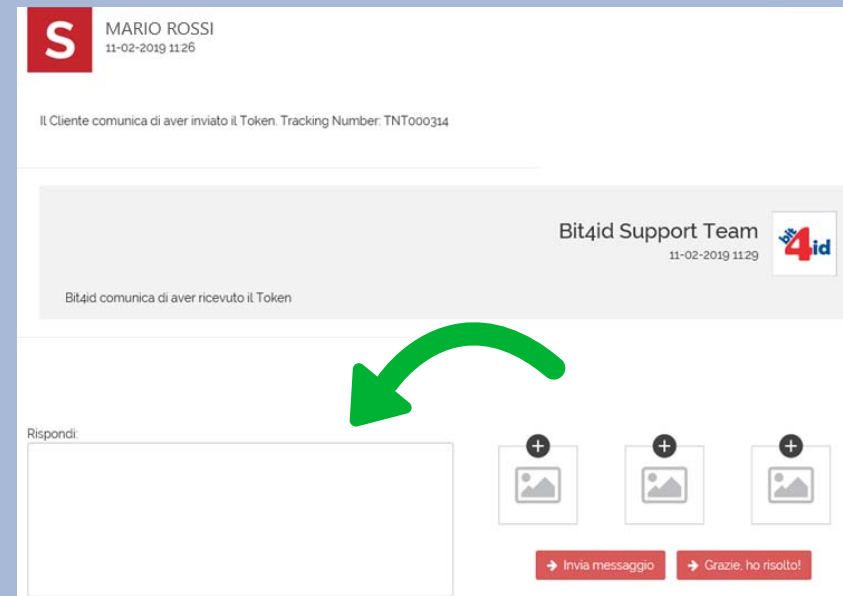 S
MARIO ROSSI
11-02-2019 11:26
Il Cliente comunica di aver inviato il Token. Tracking Number: TNT000314
Bit4id Support Team
11-02-2019 11:29
bit4id
Bit4id comunica di aver ricevuto il Token
Rispondi:
Invia messaggio
Grazie, ho risolto!